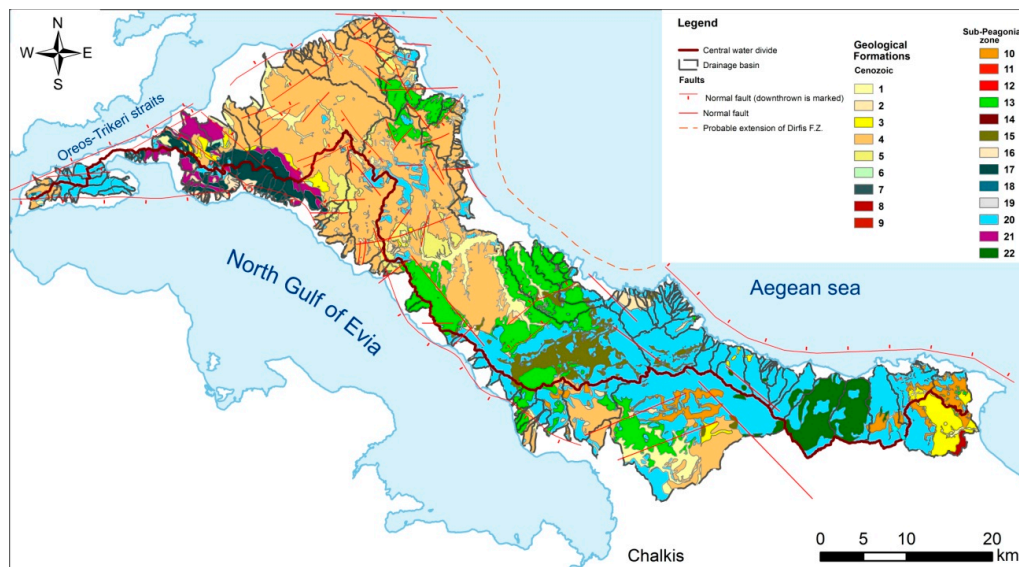 N
W E
S
Oreos-Trikeri straits
North Gulf of Evia
Aegean sea
Chalkis
Legend
Central water divide
Drainage basin
Faults
Normal fault (downthrown is marked)
Normal fault
Probable extension of Dirfis F.Z.
Geological
Formations
Cenozoic
1
2
3
4
5
6
7
8
9
Sub-Peagonia
zone
10
11
12
13
14
15
16
17
18
19
20
21
22
0 5 10 20
km